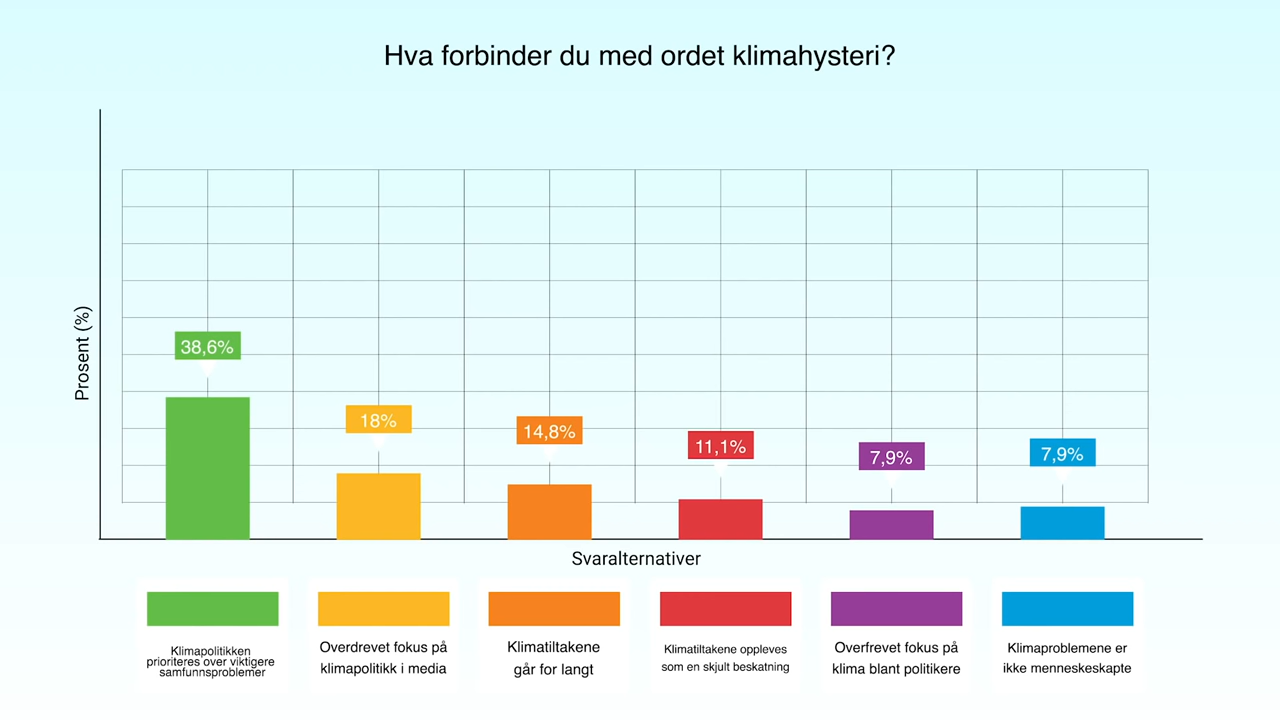 Hva forbinder du med ordet klimahysteri?
Prosent (%)
38,6%
18%
14,8%
11,1%
7,9%
7,9%
Svaralternativer
Klimapolitikken
prioriteres over viktigere
samfunnsproblemer
Overdrevet fokus på
klimapolitikk i media
Klimatiltakene
går for langt
Klimatiltakene oppleves
som en skjult beskatning
Overfrevet fokus på
klima blant politikere
Klimaproblemene er
ikke menneskeskapte